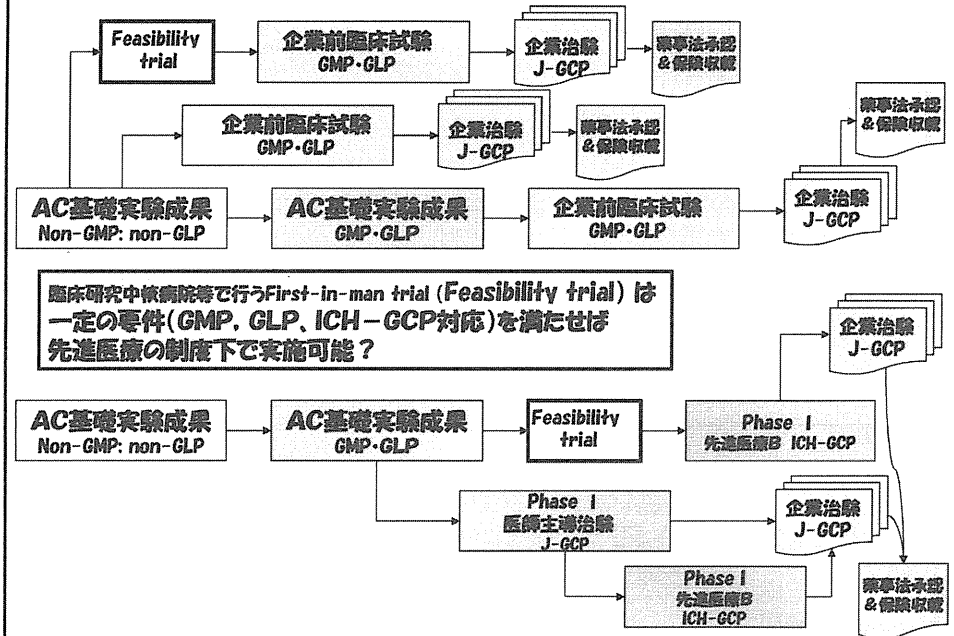 Feasibility
trial
企業前臨床試験
GMP・GLP
企業治験
J-GCP
薬事法承認
&保険収載
企業前臨床試験
GMP・GLP
企業治験
J-GCP
薬事法承認
&保険収載
薬事法承認
&保険収載
AC基礎実験成果
Non-GMP: non-GLP
AC基礎実験成果
GMP・GLP
企業前臨床試験
GMP・GLP
企業治験
J-GCP
臨床研究中核病院等で行うFirst-in-man trial (Feasibility trial) は
一定の要件(GMP, GLP、ICH-GCP対応)を満たせば
先進医療の制度下で実施可能？
企業治験
J-GCP
AC基礎実験成果
Non-GMP: non-GLP
AC基礎実験成果
GMP・GLP
Feasibility
trial
Phase I
先進医療B ICH-GCP
Phase I
医師主導治験
J-GCP
企業治験
J-GCP
Phase I
先進医療B
ICH-GCP
薬事法承認
&保険収載